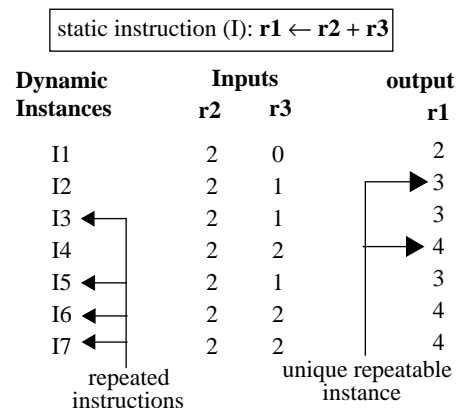 static instruction (I): r1 ← r2 + r3
Dynamic Inputs output
Instances r2 r3 r1
I1 2 0 2
I2 2 1 3
I3 2 1 3
I4 2 2 4
I5 2 1 3
I6 2 2 4
I7 2 2 4
repeated unique repeatable
instructions instance